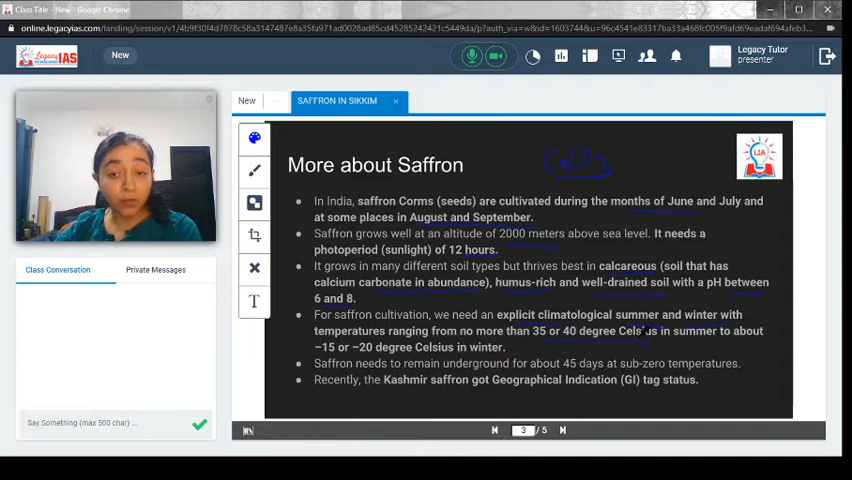 Class Title - New - Google Chrome
online.legacyias.com/landing/session/
Legacy IAS
New
Legacy Tutor
presenter
New
SAFFRON IN SIKKIM
More about Saffron
CaCO3
LIA
• In India, saffron Corms (seeds) are cultivated during the months of June and July and
at some places in August and September.
• Saffron grows well at an altitude of 2000 meters above sea level. It needs a
photoperiod (sunlight) of 12 hours.
• It grows in many different soil types but thrives best in calcareous (soil that has
calcium carbonate in abundance), humus-rich and well-drained soil with a pH between
6 and 8.
• For saffron cultivation, we need an explicit climatological summer and winter with
temperatures ranging from no more than 35 or 40 degree Celsius in summer to about
−15 or −20 degree Celsius in winter.
• Saffron needs to remain underground for about 45 days at sub-zero temperatures.
• Recently, the Kashmir saffron got Geographical Indication (GI) tag status.
Class Conversation
Private Messages
T
Say Something (max 500 char) ...
3 / 5